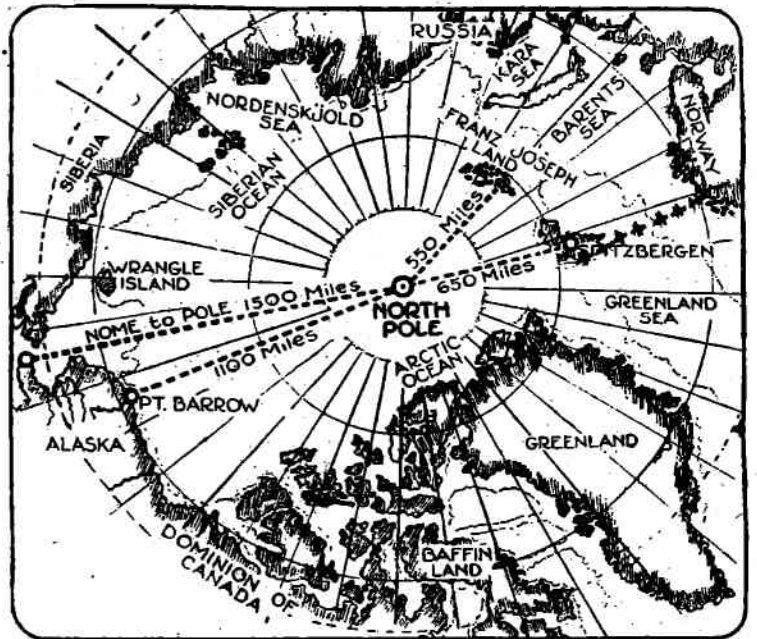 RUSSIA
KARA
SEA
BARENTS
SEA
NORWAY
NORDENSKJOLD
SEA
FRANZ JOSEPH
LAND
SIBERIA
SIBERIAN
OCEAN
550 Miles
SPITZBERGEN
650 Miles
WRANGLE
ISLAND
NOME to POLE 1500 Miles
NORTH
POLE
GREENLAND
SEA
1100 Miles
ARCTIC
OCEAN
PT. BARROW
ALASKA
GREENLAND
BAFFIN
LAND
DOMINION OF
CANADA